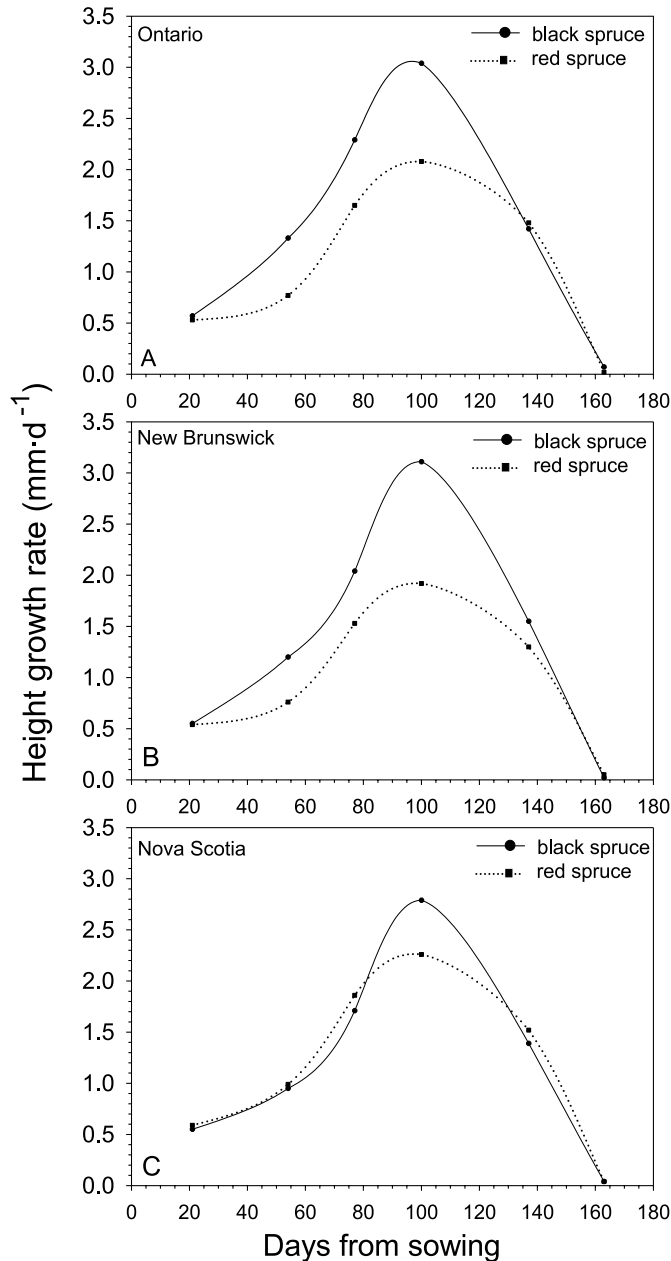 Height growth rate (mm·d⁻¹)
3.5
3.0
2.5
2.0
1.5
1.0
0.5
0.0
Ontario
black spruce
red spruce
A
0 20 40 60 80 100 120 140 160 180
3.5
3.0
2.5
2.0
1.5
1.0
0.5
0.0
New Brunswick
black spruce
red spruce
B
0 20 40 60 80 100 120 140 160 180
3.5
3.0
2.5
2.0
1.5
1.0
0.5
0.0
Nova Scotia
black spruce
red spruce
C
0 20 40 60 80 100 120 140 160 180
Days from sowing